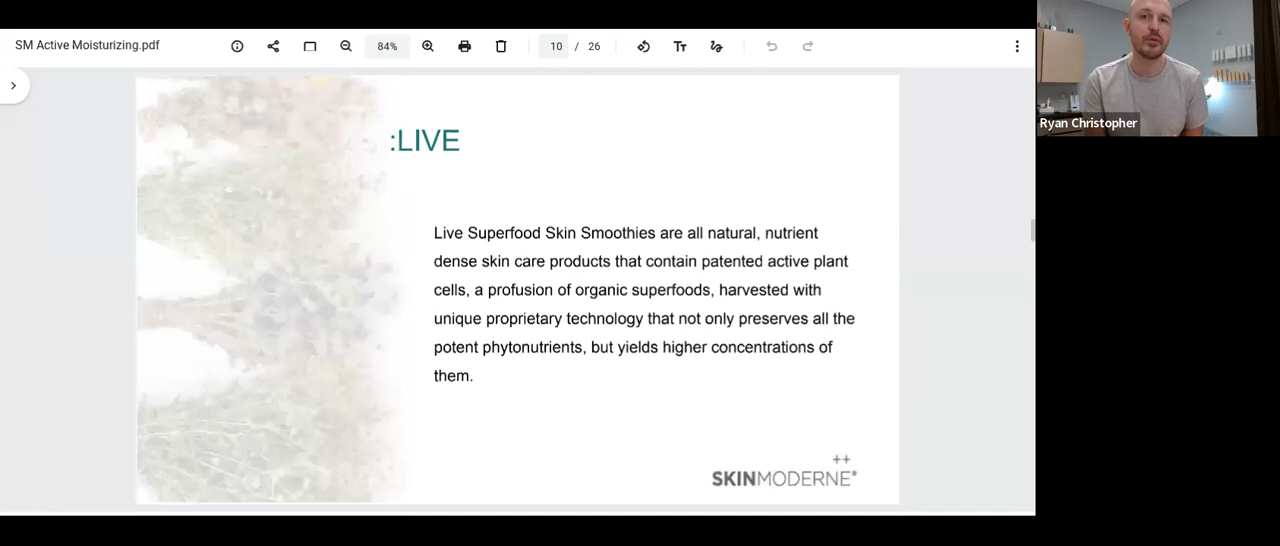 SM Active Moisturizing.pdf
84%
10 / 26
Tт
Ryan Christopher
:LIVE
Live Superfood Skin Smoothies are all natural, nutrient
dense skin care products that contain patented active plant
cells, a profusion of organic superfoods, harvested with
unique proprietary technology that not only preserves all the
potent phytonutrients, but yields higher concentrations of
them.
++
SKINMODERNE®